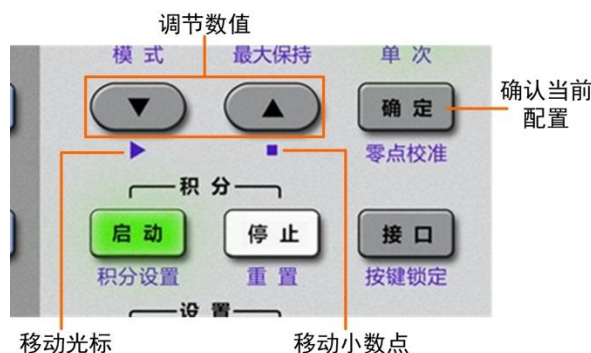 调节数值
模 式 最大保持 单 次
确 定
确认当前
配置
零点校准
积 分
启 动 停 止 接 口
积分设置 重 置 按键锁定
设 置
移动光标 移动小数点